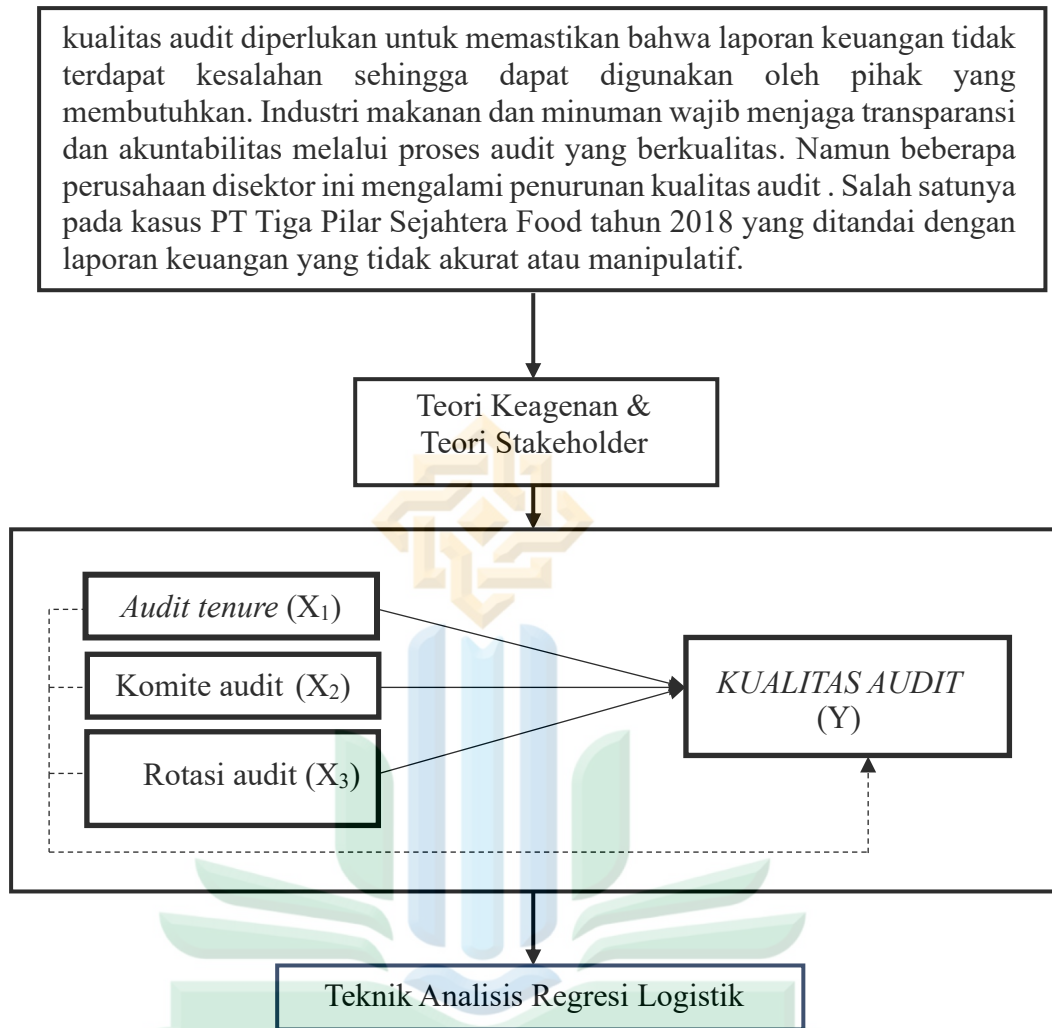 kualitas audit diperlukan untuk memastikan bahwa laporan keuangan tidak
terdapat kesalahan sehingga dapat digunakan oleh pihak yang
membutuhkan. Industri makanan dan minuman wajib menjaga transparansi
dan akuntabilitas melalui proses audit yang berkualitas. Namun beberapa
perusahaan disektor ini mengalami penurunan kualitas audit . Salah satunya
pada kasus PT Tiga Pilar Sejahtera Food tahun 2018 yang ditandai dengan
laporan keuangan yang tidak akurat atau manipulatif.
Teori Keagenan &
Teori Stakeholder
Audit tenure (X₁)
Komite audit (X₂)
Rotasi audit (X₃)
KUALITAS AUDIT
(Y)
Teknik Analisis Regresi Logistik